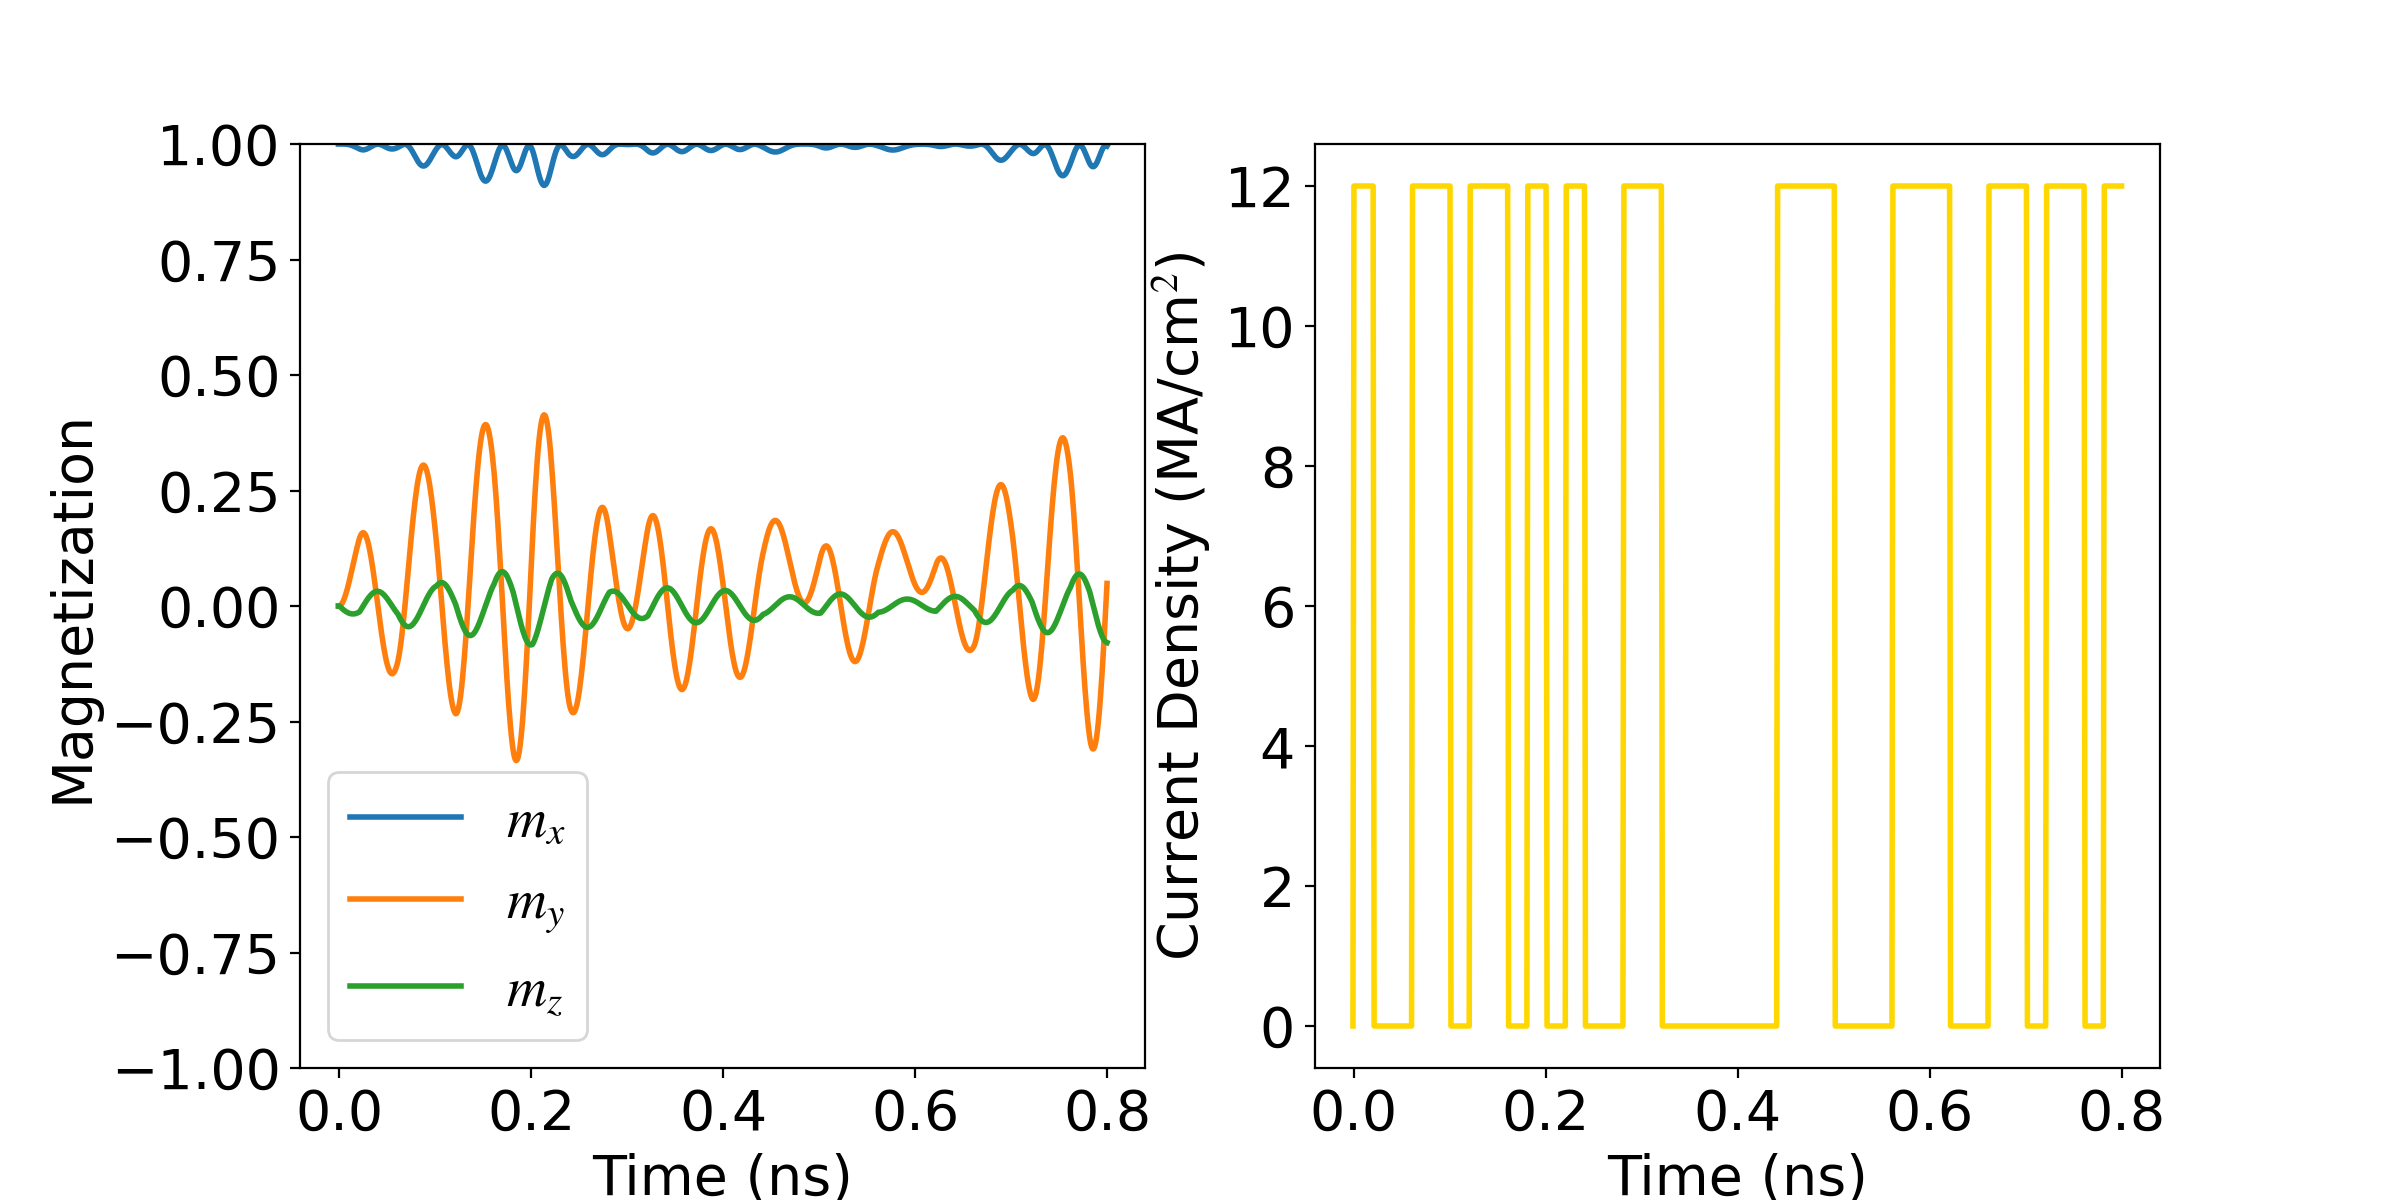 Magnetization
1.00
0.75
0.50
0.25
0.00
−0.25
−0.50
−0.75
−1.00
m_x
m_y
m_z
0.0 0.2 0.4 0.6 0.8
Time (ns)
Current Density (MA/cm²)
12
10
8
6
4
2
0
0.0 0.2 0.4 0.6 0.8
Time (ns)